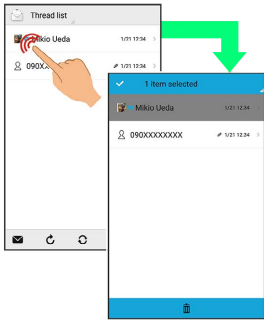 Thread list
Mikio Ueda 1/21 12:34
090X 1/21 12:34
1 item selected
Mikio Ueda 1/21 12:34
090XXXXXXXX 1/21 12:34